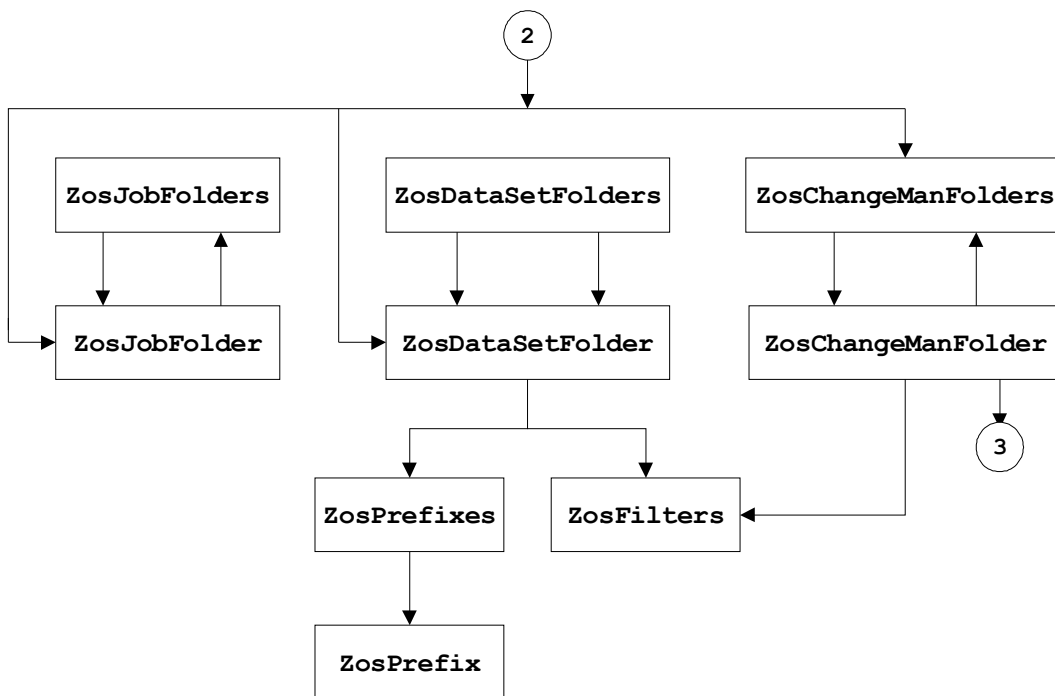 2
ZosJobFolders
ZosDataSetFolders
ZosChangeManFolders
ZosJobFolder
ZosDataSetFolder
ZosChangeManFolder
3
ZosPrefixes
ZosFilters
ZosPrefix